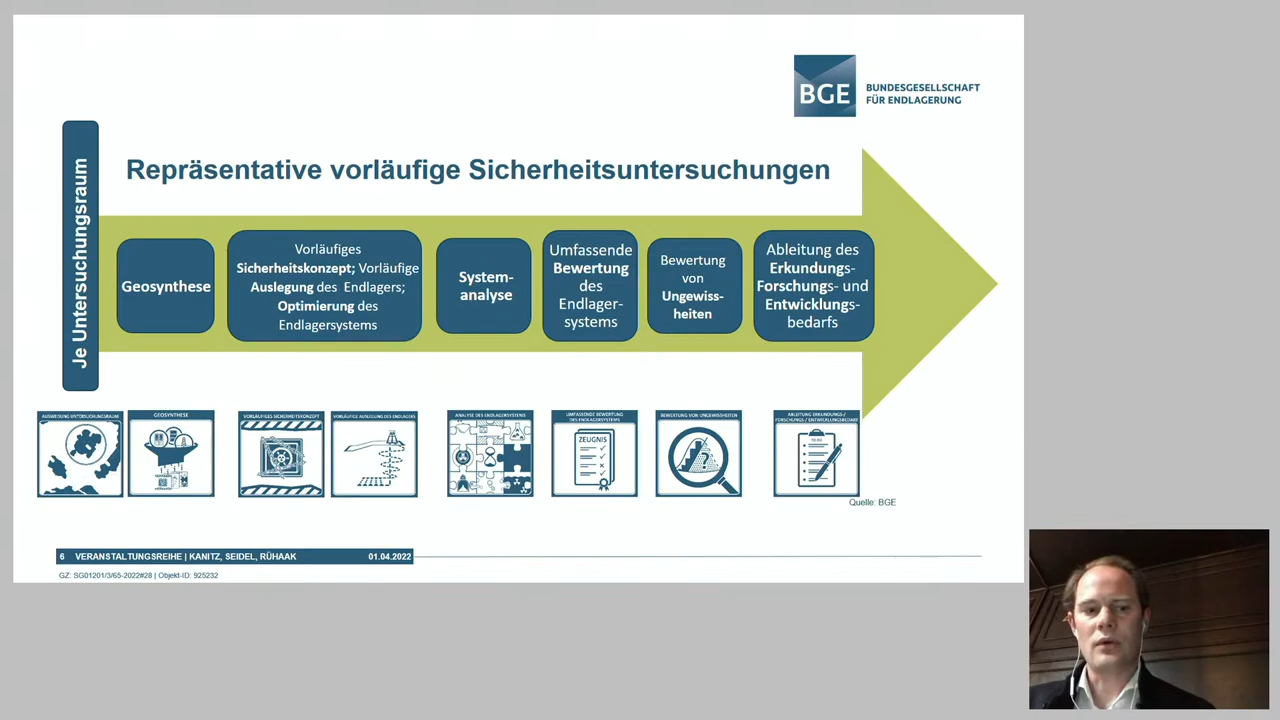 BGE
BUNDESGESELLSCHAFT
FÜR ENDLAGERUNG
Je Untersuchungsraum
Repräsentative vorläufige Sicherheitsuntersuchungen
Geosynthese
Vorläufiges
Sicherheitskonzept; Vorläufige
Auslegung des Endlagers;
Optimierung des
Endlagersystems
System-
analyse
Umfassende
Bewertung
des
Endlager-
systems
Bewertung
von
Ungewiss-
heiten
Ableitung des
Erkundungs-
Forschungs- und
Entwicklungs-
bedarfs
AUSWEISUNG UNTERSUCHUNGSRAUM
GEOSYNTHESE
VORLÄUFIGES SICHERHEITSKONZEPT
VORLÄUFIGE AUSLEGUNG DES ENDLAGERS
ANALYSE DES ENDLAGERSYSTEMS
UMFASSENDE BEWERTUNG
DES ENDLAGERSYSTEMS
ZEUGNIS
BEWERTUNG VON UNGEWISSHEITEN
?
ABLEITUNG ERKUNDUNGS-/
FORSCHUNGS-/ ENTWICKLUNGSBEDARF
TO DO
Quelle: BGE
6 VERANSTALTUNGSREIHE | KANITZ, SEIDEL, RÜHAAK 01.04.2022
GZ: SG01201/3/65-2022#28 | Objekt-ID: 925232